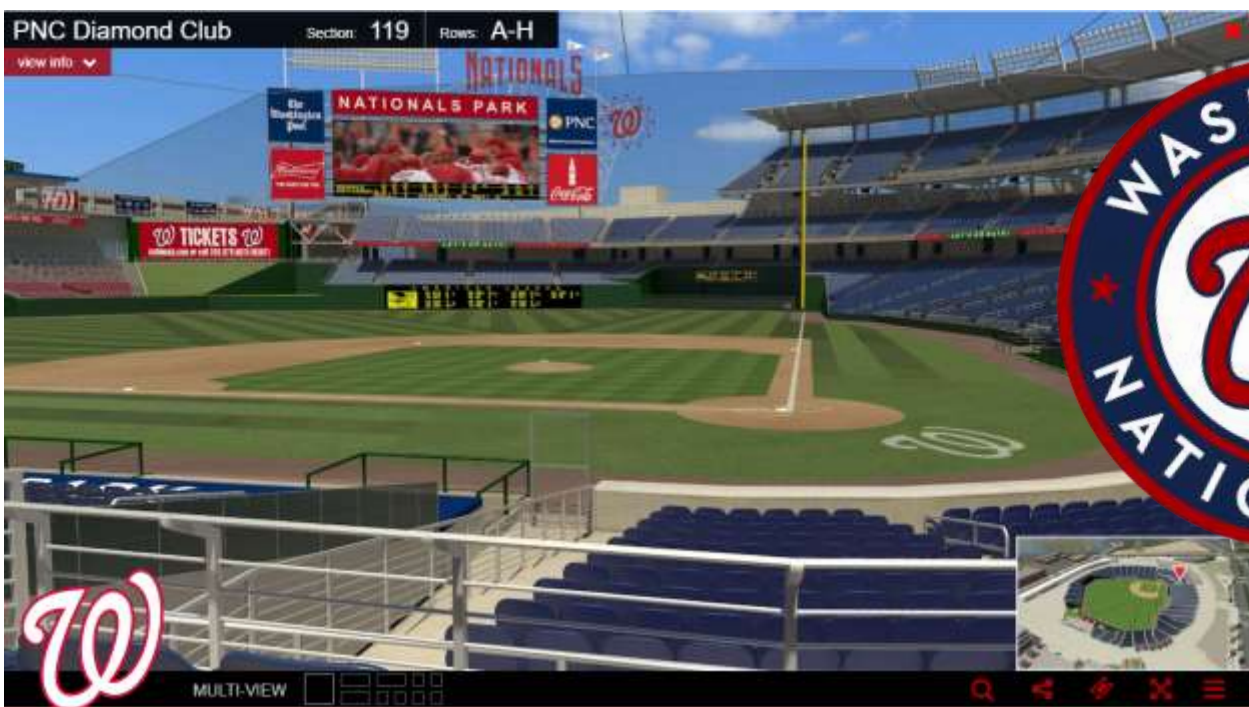 PNC Diamond Club Section: 119 Rows: A-H
view info
NATIONALS
The Washington Post
NATIONALS PARK
PNC
W
Budweiser
Coca-Cola
W
W TICKETS W
WAS
NATIO
W
MULTI-VIEW